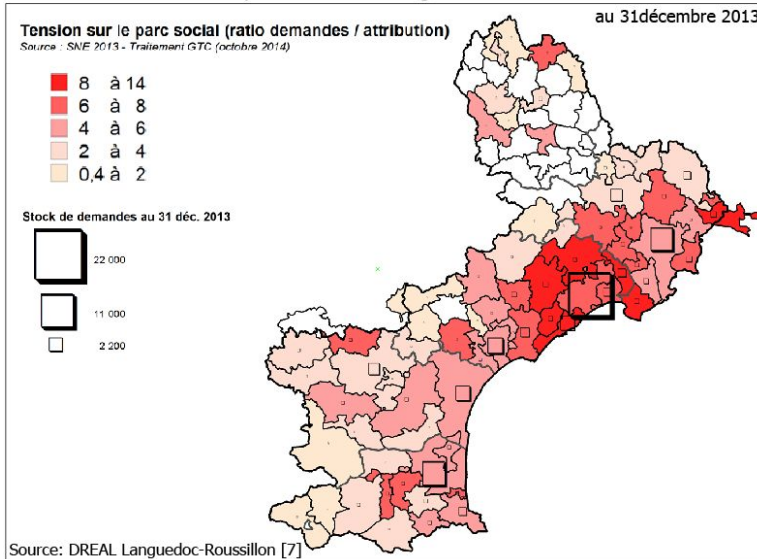 au 31décembre 2013
Tension sur le parc social (ratio demandes / attribution)
Source : SNE 2013 - Traitement GTC (octobre 2014)
8 à 14
6 à 8
4 à 6
2 à 4
0,4 à 2
Stock de demandes au 31 déc. 2013
22 000
11 000
2 200
Source: DREAL Languedoc-Roussillon [7]